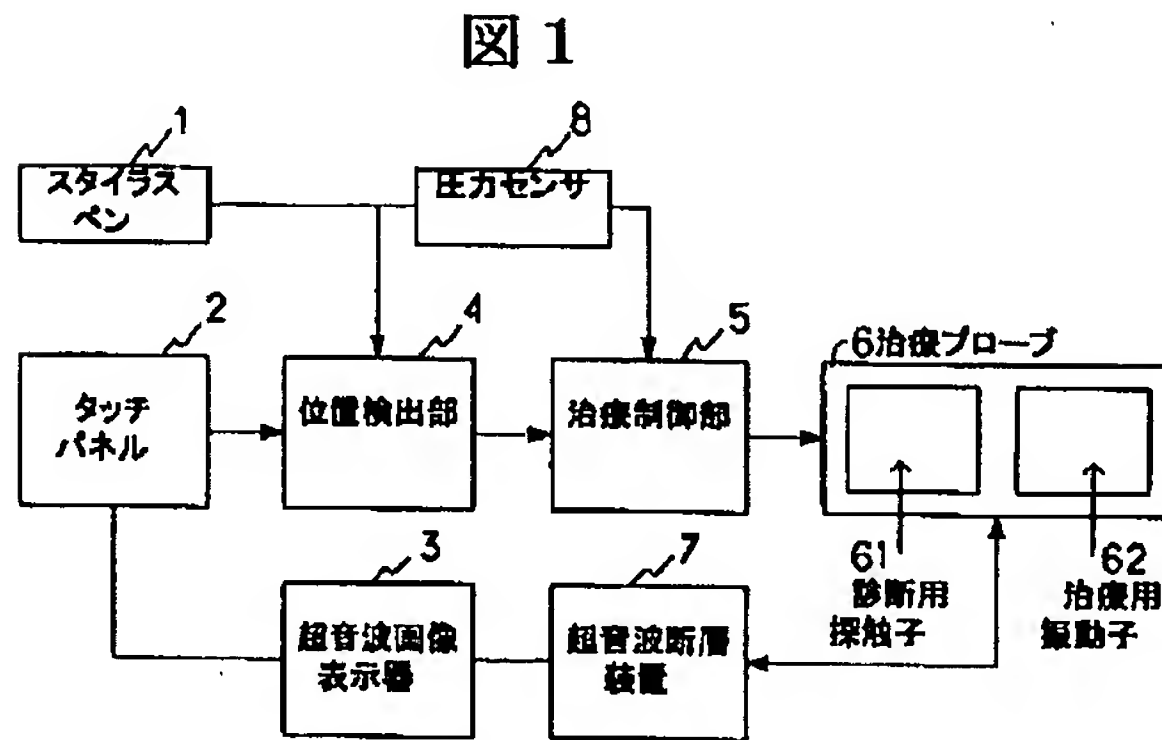 図 1
1
スタイラス
ペン
8
圧力センサ
2
タッチ
パネル
4
位置検出部
5
治療制御部
6治療プローブ
61
診断用
探触子
62
治療用
振動子
3
超音波画像
表示器
7
超音波断層
装置